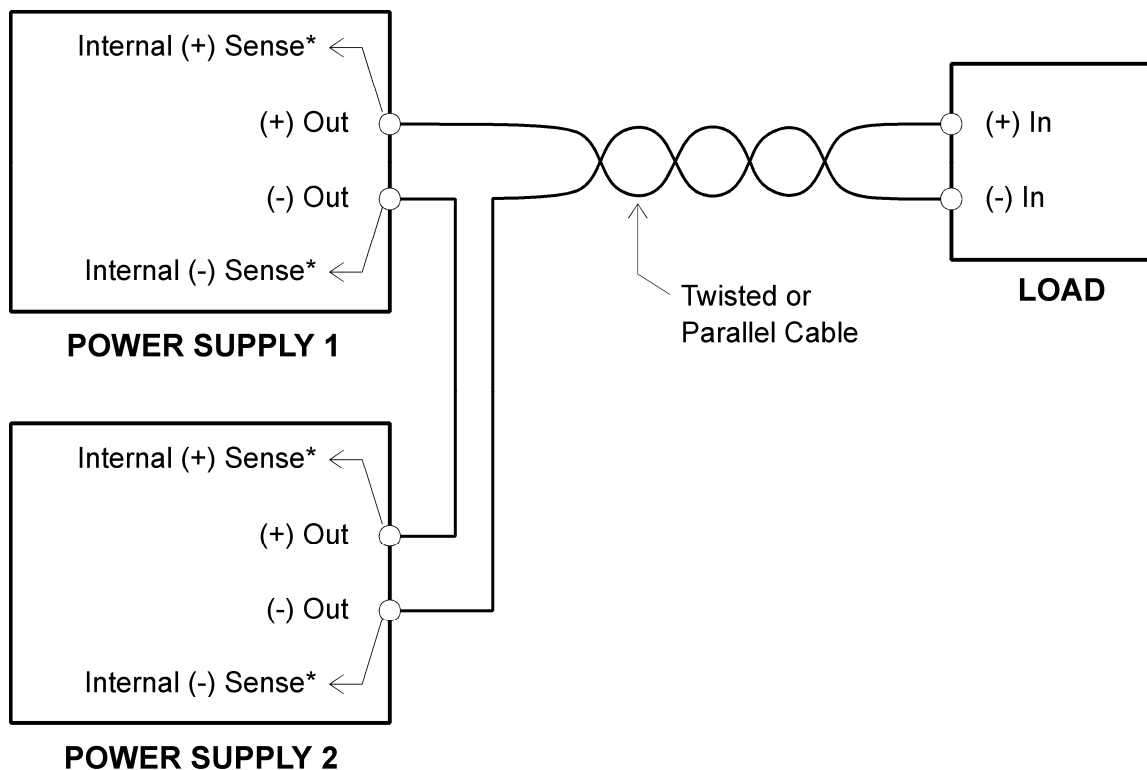 Internal (+) Sense*
(+) Out
(-) Out
Internal (-) Sense*
POWER SUPPLY 1
(+) In
(-) In
LOAD
Twisted or
Parallel Cable
Internal (+) Sense*
(+) Out
(-) Out
Internal (-) Sense*
POWER SUPPLY 2